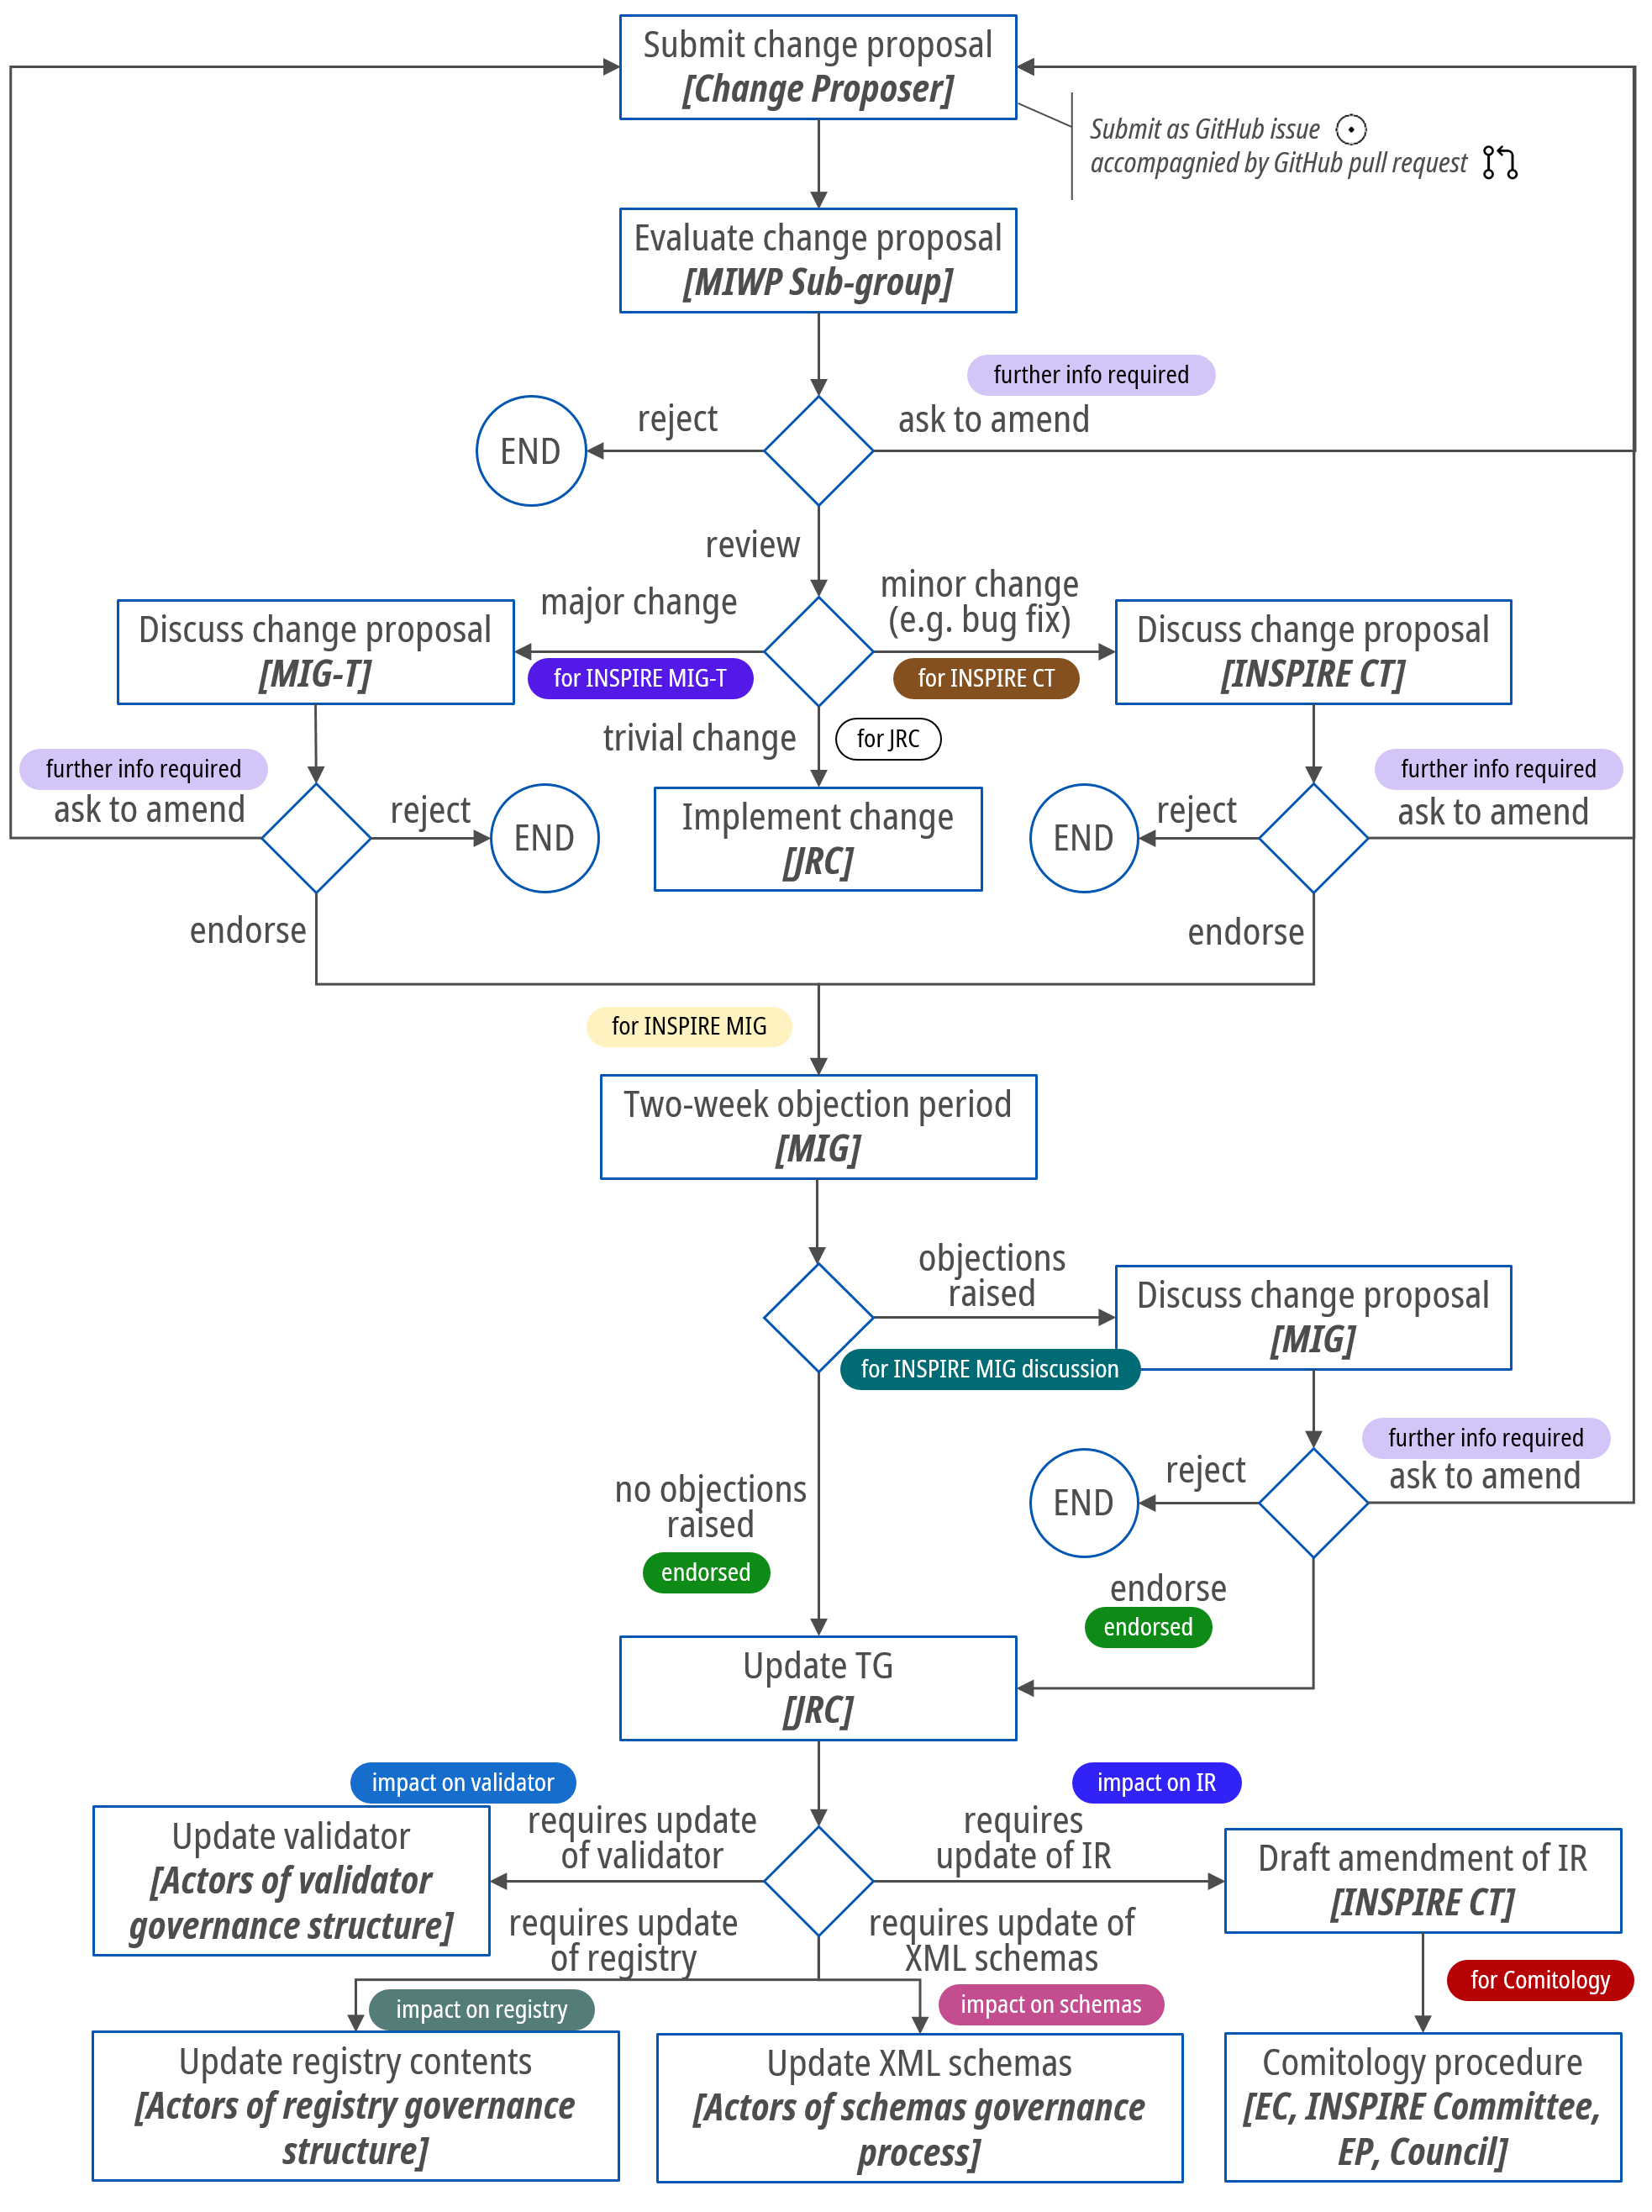 Submit change proposal
[Change Proposer]
Submit as GitHub issue
accompagnied by GitHub pull request
Evaluate change proposal
[MIWP Sub-group]
further info required
reject
ask to amend
END
review
major change
minor change
(e.g. bug fix)
Discuss change proposal
[MIG-T]
for INSPIRE MIG-T
for INSPIRE CT
Discuss change proposal
[INSPIRE CT]
trivial change
for JRC
further info required
ask to amend
reject
END
Implement change
[JRC]
END
reject
further info required
ask to amend
endorse
endorse
for INSPIRE MIG
Two-week objection period
[MIG]
objections
raised
Discuss change proposal
[MIG]
for INSPIRE MIG discussion
further info required
reject
ask to amend
END
no objections
raised
endorsed
endorse
endorsed
Update TG
[JRC]
impact on validator
impact on IR
requires update
of validator
requires
update of IR
Update validator
[Actors of validator
governance structure]
Draft amendment of IR
[INSPIRE CT]
requires update
of registry
requires update of
XML schemas
for Comitology
impact on registry
impact on schemas
Update registry contents
[Actors of registry governance
structure]
Update XML schemas
[Actors of schemas governance
process]
Comitology procedure
[EC, INSPIRE Committee,
EP, Council]